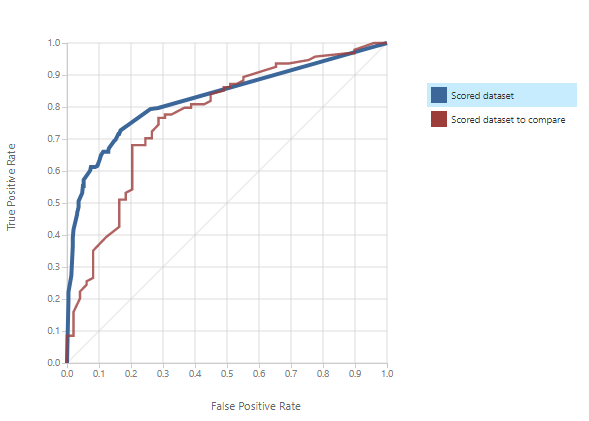 1.0
0.9
0.8
0.7
0.6
0.5
0.4
0.3
0.2
0.1
0.0
0.0 0.1 0.2 0.3 0.4 0.5 0.6 0.7 0.8 0.9 1.0
True Positive Rate
False Positive Rate
Scored dataset
Scored dataset to compare